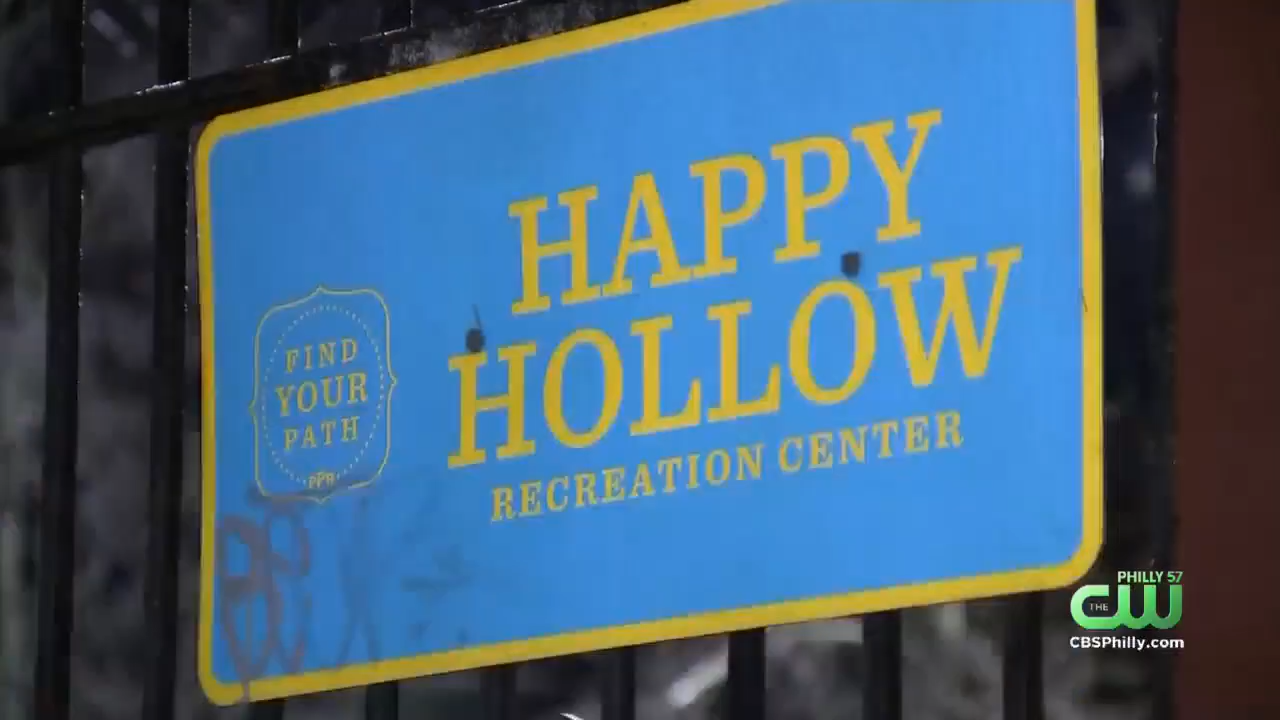 HAPPY
HOLLOW
RECREATION CENTER
FIND
YOUR
PATH
PPR
PHILLY 57
THE CW
CBSPhilly.com